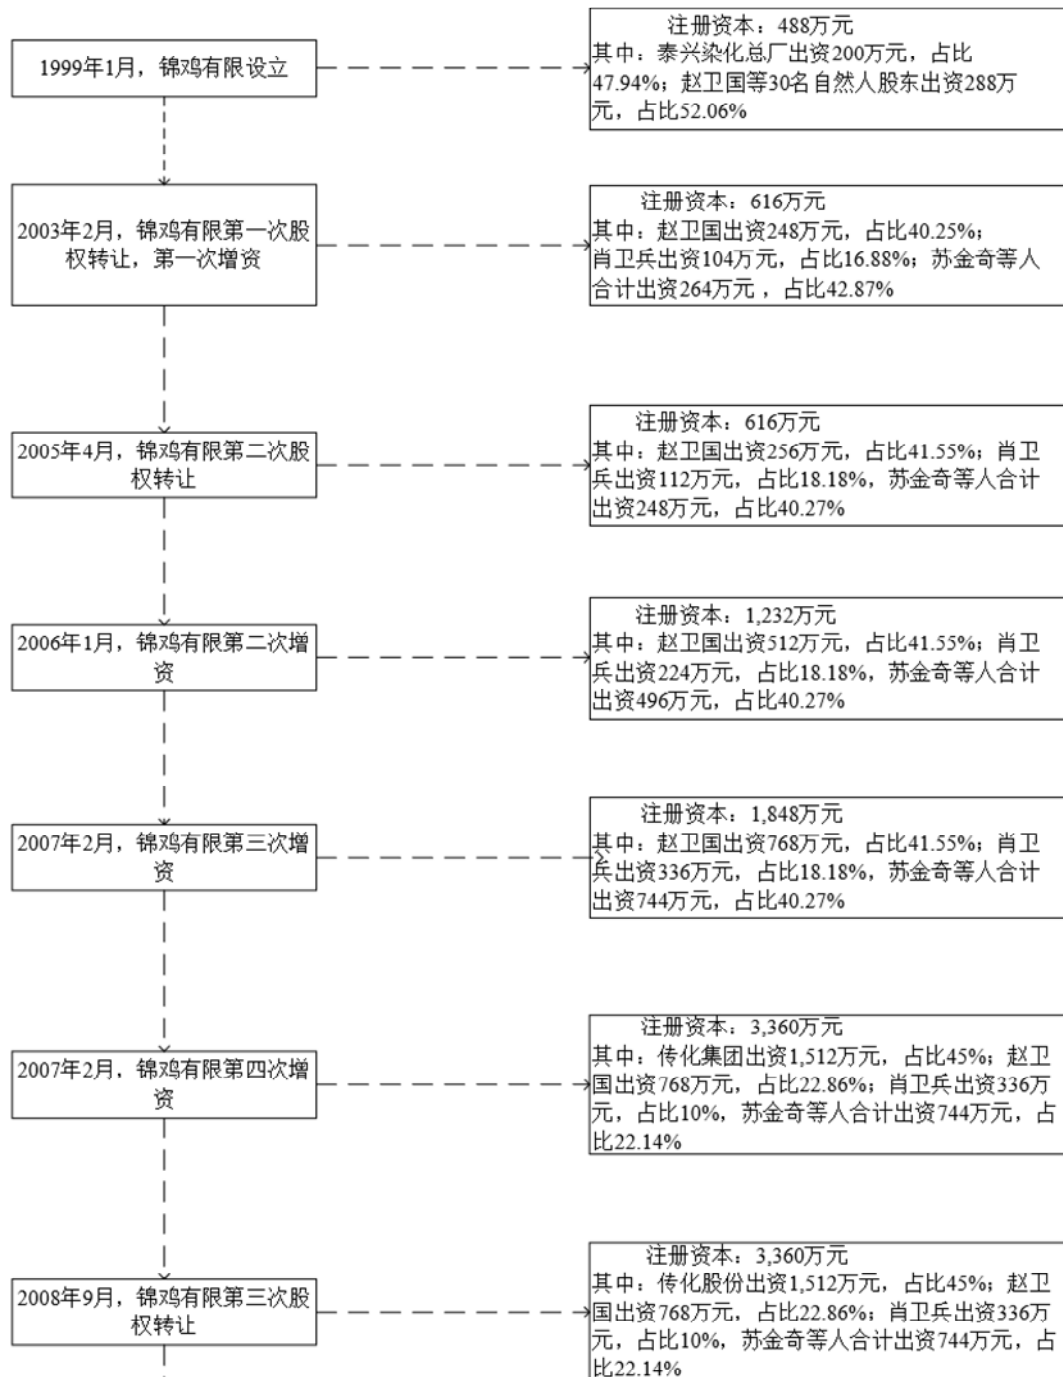 1999年1月，锦鸡有限设立
注册资本：488万元
其中：泰兴染化总厂出资200万元，占比
47.94%；赵卫国等30名自然人股东出资288万
元，占比52.06%
2003年2月，锦鸡有限第一次股
权转让，第一次增资
注册资本：616万元
其中：赵卫国出资248万元，占比40.25%；
肖卫兵出资104万元，占比16.88%；苏金奇等人
合计出资264万元 ，占比42.87%
2005年4月，锦鸡有限第二次股
权转让
注册资本：616万元
其中：赵卫国出资256万元，占比41.55%；肖卫
兵出资112万元，占比18.18%，苏金奇等人合计
出资248万元，占比40.27%
2006年1月，锦鸡有限第二次增
资
注册资本：1,232万元
其中：赵卫国出资512万元，占比41.55%；肖卫
兵出资224万元，占比18.18%，苏金奇等人合计
出资496万元，占比40.27%
2007年2月，锦鸡有限第三次增
资
注册资本：1,848万元
其中：赵卫国出资768万元，占比41.55%；肖卫
兵出资336万元，占比18.18%，苏金奇等人合计
出资744万元，占比40.27%
2007年2月，锦鸡有限第四次增
资
注册资本：3,360万元
其中：传化集团出资1,512万元，占比45%；赵卫
国出资768万元，占比22.86%；肖卫兵出资336万
元，占比10%，苏金奇等人合计出资744万元，占
比22.14%
2008年9月，锦鸡有限第三次股
权转让
注册资本：3,360万元
其中：传化股份出资1,512万元，占比45%；赵卫
国出资768万元，占比22.86%；肖卫兵出资336万
元，占比10%，苏金奇等人合计出资744万元，占
比22.14%